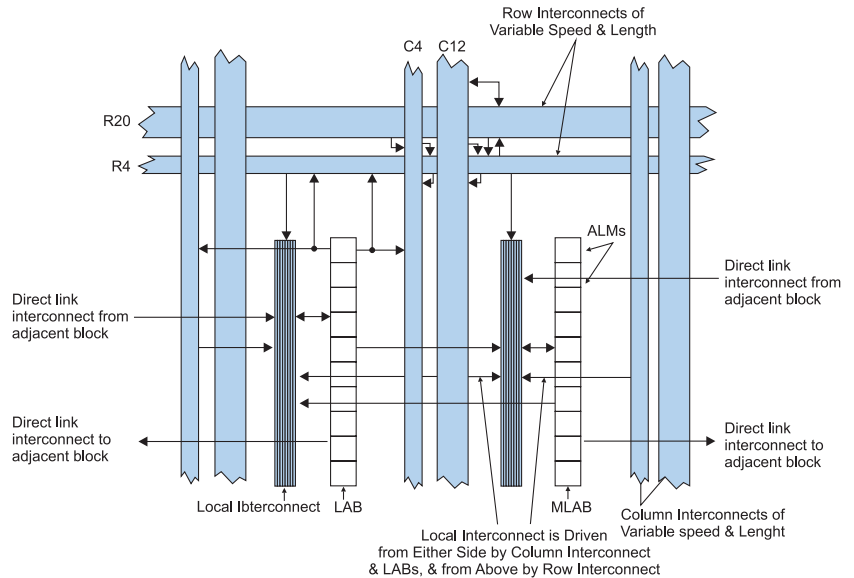 Row Interconnects of
Variable Speed & Length
C4
C12
R20
R4
ALMs
Direct link
interconnect from
adjacent block
Direct link
interconnect from
adjacent block
Direct link
interconnect to
adjacent block
Direct link
interconnect to
adjacent block
Local Ibterconnect
LAB
MLAB
Column Interconnects of
Variable speed & Lenght
Local Interconnect is Driven
from Either Side by Column Interconnect
& LABs, & from Above by Row Interconnect